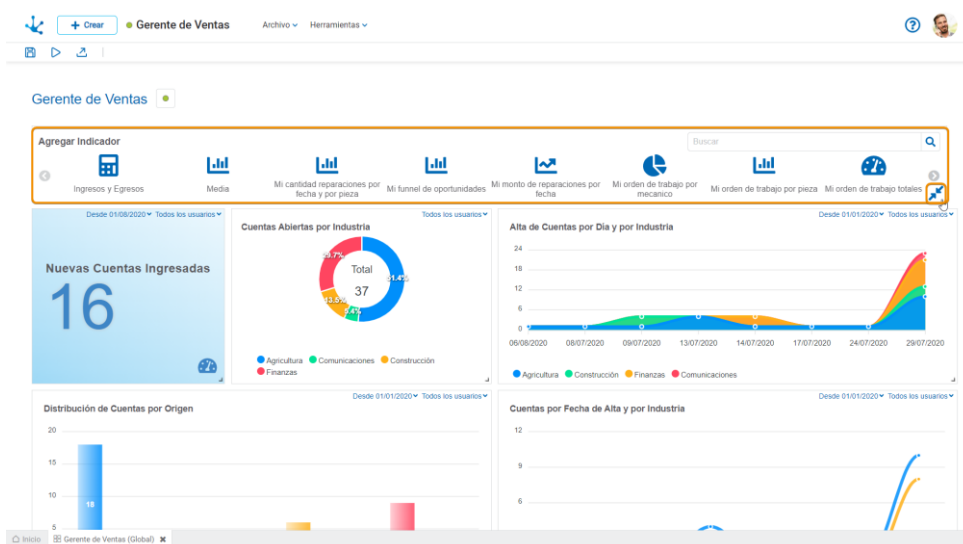 Crear
Gerente de Ventas
Archivo
Herramientas
Gerente de Ventas
Agregar Indicador
Buscar
Ingresos y Egresos
Media
Mi cantidad reparaciones por
fecha y por pieza
Mi funnel de oportunidades
Mi monto de reparaciones por
fecha
Mi orden de trabajo por
mecanico
Mi orden de trabajo por pieza
Mi orden de trabajo totales
Desde 01/08/2020 Todos los usuarios
Nuevas Cuentas Ingresadas
16
Todos los usuarios
Cuentas Abiertas por Industria
Total
37
13.5%
5.4%
Agricultura Comunicaciones Construcción
Finanzas
Desde 01/01/2020 Todos los usuarios
Alta de Cuentas por Dia y por Industria
24
18
12
6
0
06/08/2020 08/07/2020 09/07/2020 13/07/2020 14/07/2020 17/07/2020 24/07/2020 29/07/2020
Agricultura Construcción Finanzas Comunicaciones
Desde 01/01/2020 Todos los usuarios
Distribución de Cuentas por Origen
20
15
10
5
18
Desde 01/01/2020 Todos los usuarios
Cuentas por Fecha de Alta y por Industria
12
9
6
Inicio
Gerente de Ventas (Global)